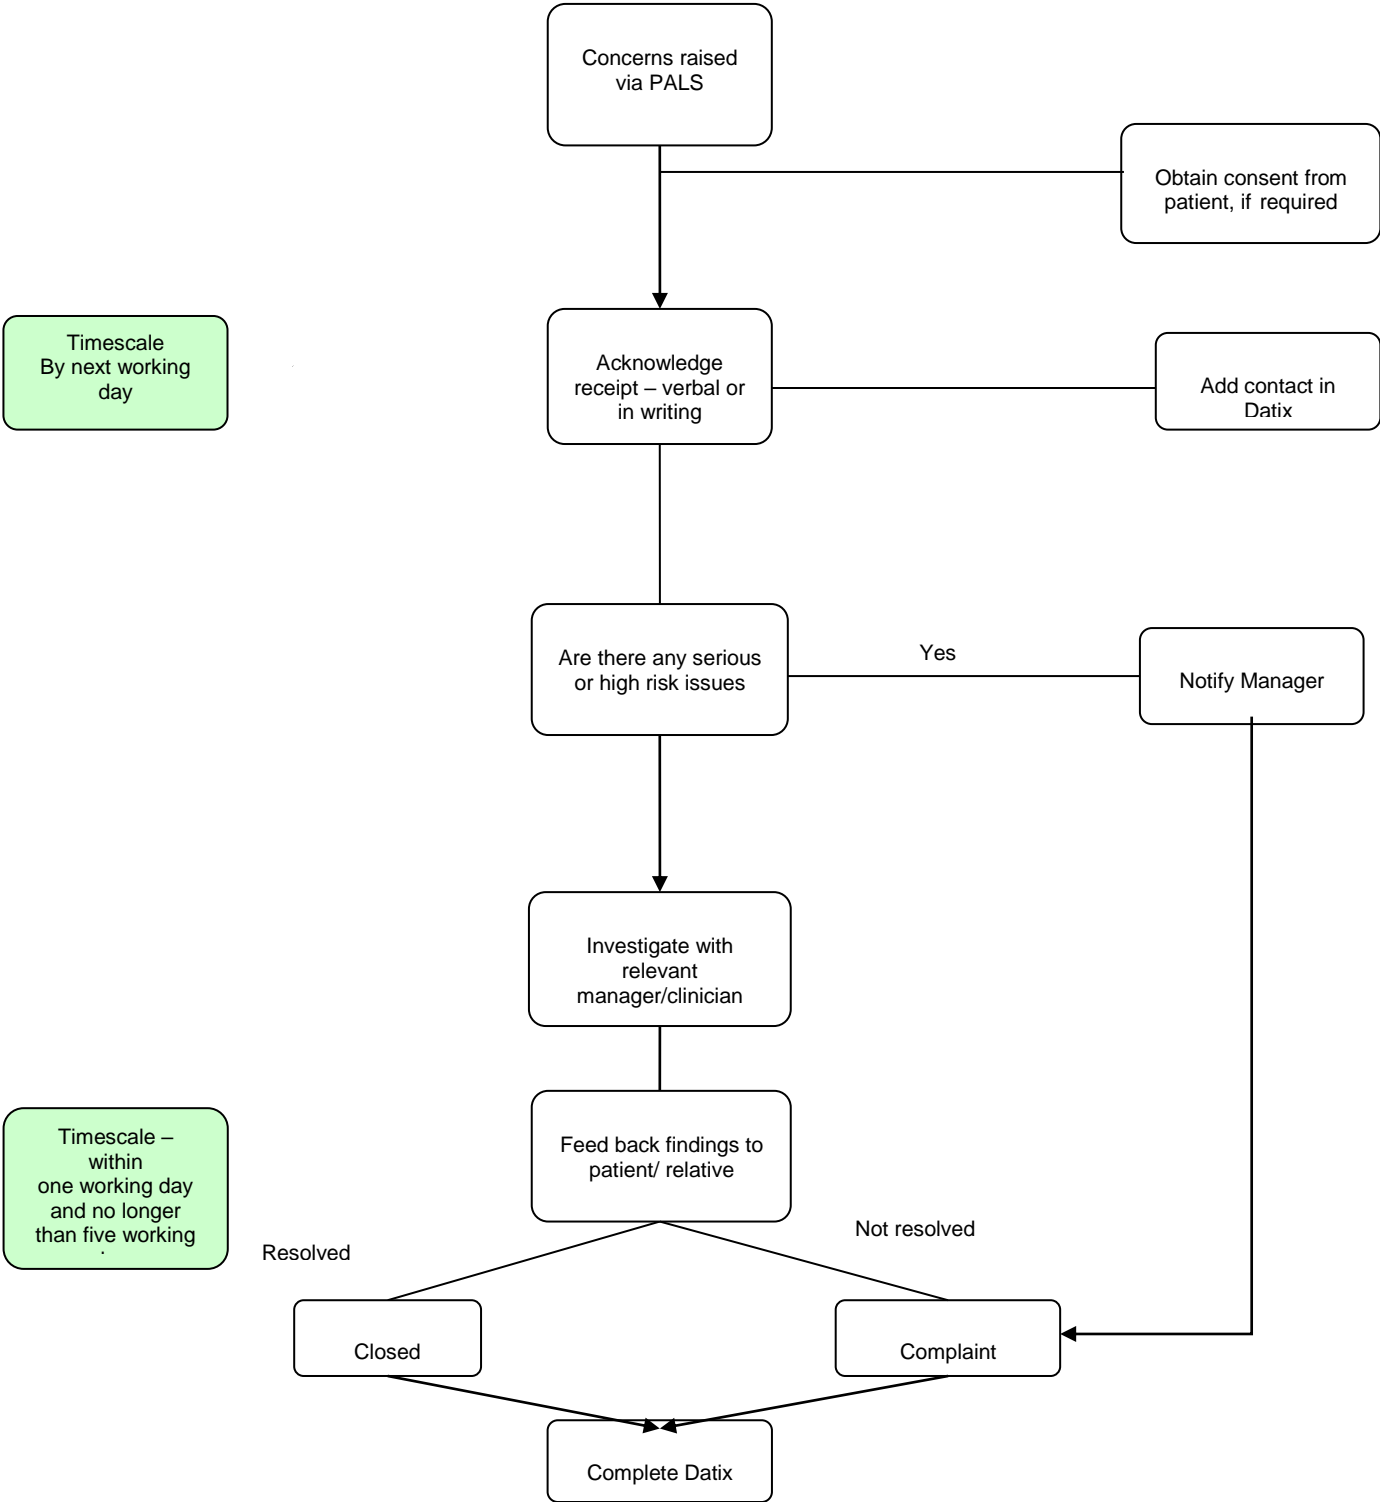 Concerns raised
via PALS
Obtain consent from
patient, if required
Timescale
By next working
day
Acknowledge
receipt – verbal or
in writing
Add contact in
Datix
Are there any serious
or high risk issues
Yes
Notify Manager
Investigate with
relevant
manager/clinician
Timescale –
within
one working day
and no longer
than five working
Feed back findings to
patient/ relative
Resolved
Not resolved
Closed
Complaint
Complete Datix